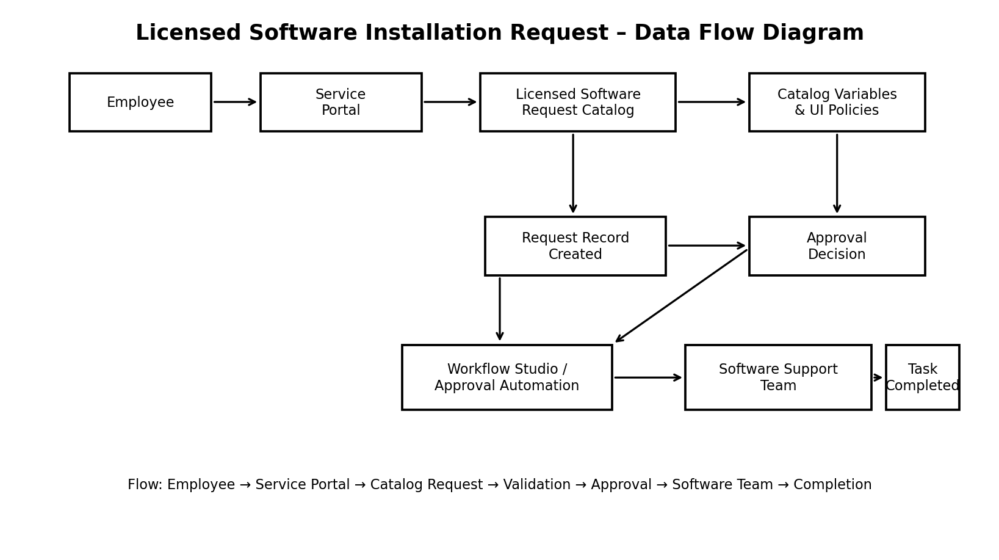 Licensed Software Installation Request – Data Flow Diagram
Employee
Service
Portal
Licensed Software
Request Catalog
Catalog Variables
& UI Policies
Request Record
Created
Approval
Decision
Workflow Studio /
Approval Automation
Software Support
Team
Task
Completed
Flow: Employee → Service Portal → Catalog Request → Validation → Approval → Software Team → Completion